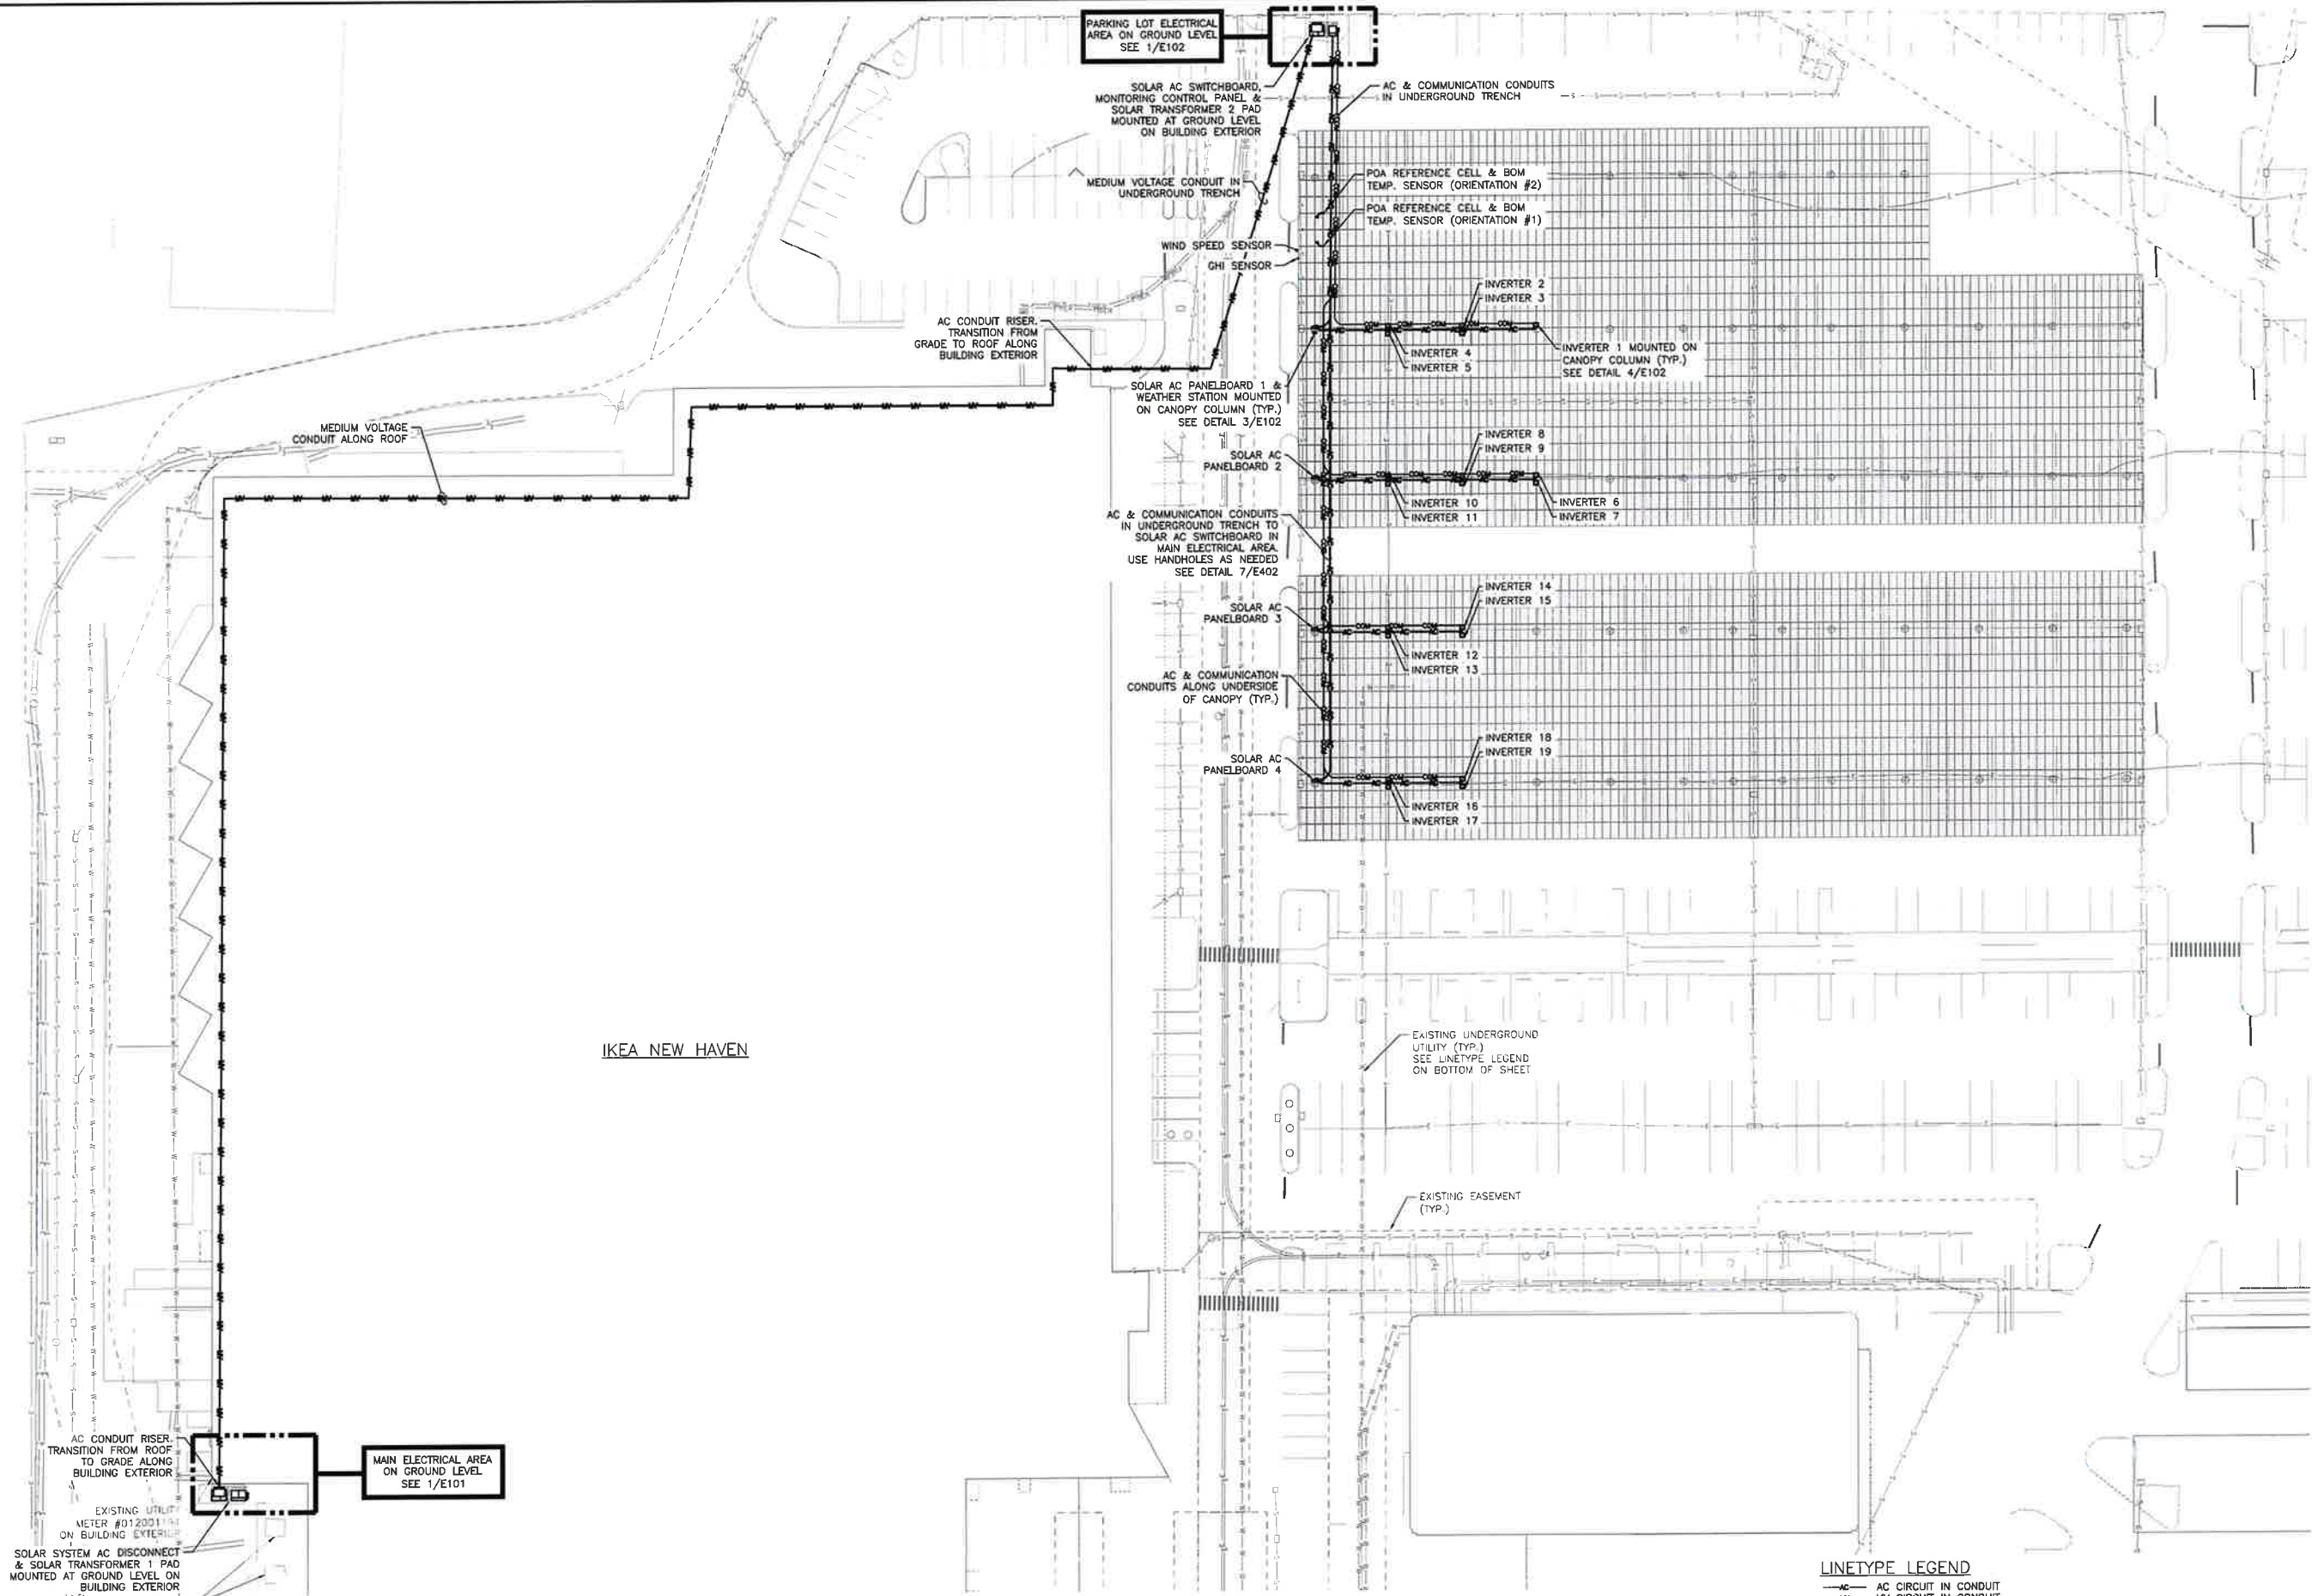 PARKING LOT ELECTRICAL
AREA ON GROUND LEVEL
SEE 1/E102
SOLAR AC SWITCHBOARD,
MONITORING CONTROL PANEL &
SOLAR TRANSFORMER 2 PAD
MOUNTED AT GROUND LEVEL
ON BUILDING EXTERIOR
AC & COMMUNICATION CONDUITS
IN UNDERGROUND TRENCH
MEDIUM VOLTAGE CONDUIT IN
UNDERGROUND TRENCH
POA REFERENCE CELL & BOM
TEMP. SENSOR (ORIENTATION #2)
POA REFERENCE CELL & BOM
TEMP. SENSOR (ORIENTATION #1)
WIND SPEED SENSOR
GHI SENSOR
INVERTER 2
INVERTER 3
AC CONDUIT RISER.
TRANSITION FROM
GRADE TO ROOF ALONG
BUILDING EXTERIOR
INVERTER 4
INVERTER 5
INVERTER 1 MOUNTED ON
CANOPY COLUMN (TYP.)
SEE DETAIL 4/E102
SOLAR AC PANELBOARD 1 &
WEATHER STATION MOUNTED
ON CANOPY COLUMN (TYP.)
SEE DETAIL 3/E102
MEDIUM VOLTAGE
CONDUIT ALONG ROOF
INVERTER 8
INVERTER 9
SOLAR AC
PANELBOARD 2
INVERTER 10
INVERTER 11
INVERTER 6
INVERTER 7
AC & COMMUNICATION CONDUITS
IN UNDERGROUND TRENCH TO
SOLAR AC SWITCHBOARD IN
MAIN ELECTRICAL AREA.
USE HANDHOLES AS NEEDED
SEE DETAIL 7/E402
INVERTER 14
INVERTER 15
SOLAR AC
PANELBOARD 3
INVERTER 12
INVERTER 13
AC & COMMUNICATION
CONDUITS ALONG UNDERSIDE
OF CANOPY (TYP.)
INVERTER 18
INVERTER 19
SOLAR AC
PANELBOARD 4
INVERTER 16
INVERTER 17
IKEA NEW HAVEN
EXISTING UNDERGROUND
UTILITY (TYP.)
SEE LINETYPE LEGEND
ON BOTTOM OF SHEET
EXISTING EASEMENT
(TYP.)
AC CONDUIT RISER.
TRANSITION FROM ROOF
TO GRADE ALONG
BUILDING EXTERIOR
MAIN ELECTRICAL AREA
ON GROUND LEVEL
SEE 1/E101
EXISTING UTILITY
METER
ON BUILDING EXTERIOR
SOLAR SYSTEM AC DISCONNECT
& SOLAR TRANSFORMER 1 PAD
MOUNTED AT GROUND LEVEL ON
BUILDING EXTERIOR
LINETYPE LEGEND
AC CIRCUIT IN CONDUIT